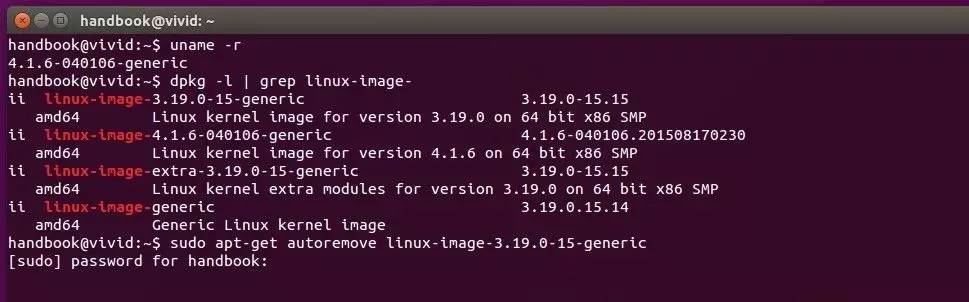 handbook@vivid: ~
handbook@vivid:~$ uname -r
4.1.6-040106-generic
handbook@vivid:~$ dpkg -l | grep linux-image-
ii  linux-image-3.19.0-15-generic                        3.19.0-15.15
   amd64        Linux kernel image for version 3.19.0 on 64 bit x86 SMP
ii  linux-image-4.1.6-040106-generic                     4.1.6-040106.201508170230
   amd64        Linux kernel image for version 4.1.6 on 64 bit x86 SMP
ii  linux-image-extra-3.19.0-15-generic                  3.19.0-15.15
   amd64        Linux kernel extra modules for version 3.19.0 on 64 bit x86 SMP
ii  linux-image-generic                                  3.19.0.15.14
   amd64        Generic Linux kernel image
handbook@vivid:~$ sudo apt-get autoremove linux-image-3.19.0-15-generic
[sudo] password for handbook: